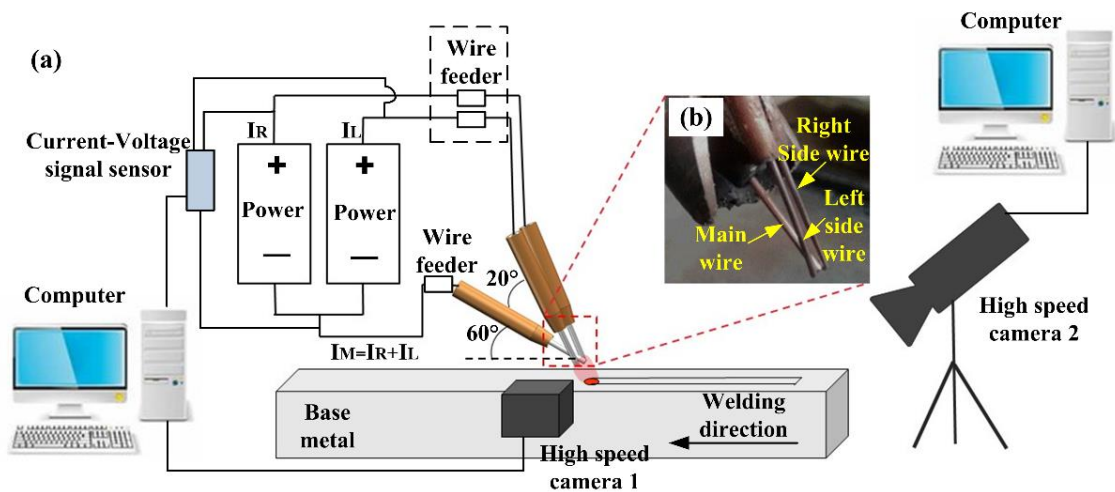 Computer
(a)
Wire
feeder
(b)
Right
Side wire
Left
side
wire
Main
wire
Current-Voltage
signal sensor
IR
IL
+
+
Power
Power
—
—
Wire
feeder
20°
60°
IM=IR+IL
Computer
High speed
camera 2
Base
metal
Welding
direction
High speed
camera 1